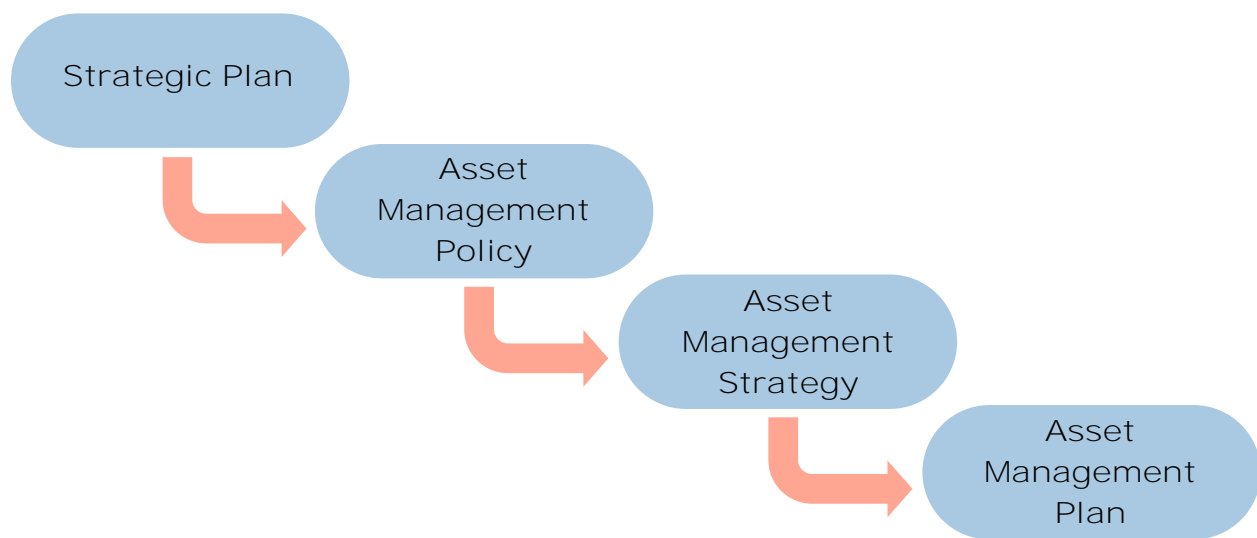 Strategic Plan
Asset
Management
Policy
Asset
Management
Strategy
Asset
Management
Plan